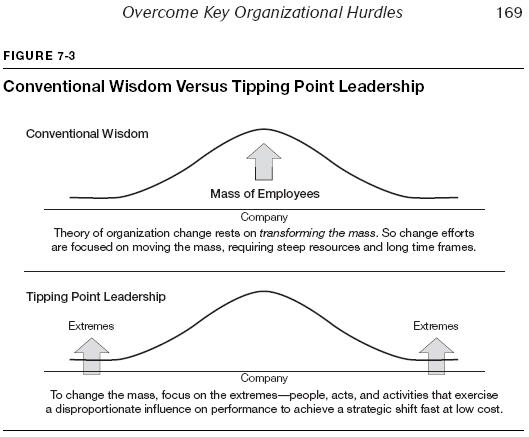 Overcome Key Organizational Hurdles 169
FIGURE 7-3
Conventional Wisdom Versus Tipping Point Leadership
Conventional Wisdom
Mass of Employees
Company
Theory of organization change rests on transforming the mass. So change efforts
are focused on moving the mass, requiring steep resources and long time frames.
Tipping Point Leadership
Extremes Extremes
Company
To change the mass, focus on the extremes—people, acts, and activities that exercise
a disproportionate influence on performance to achieve a strategic shift fast at low cost.